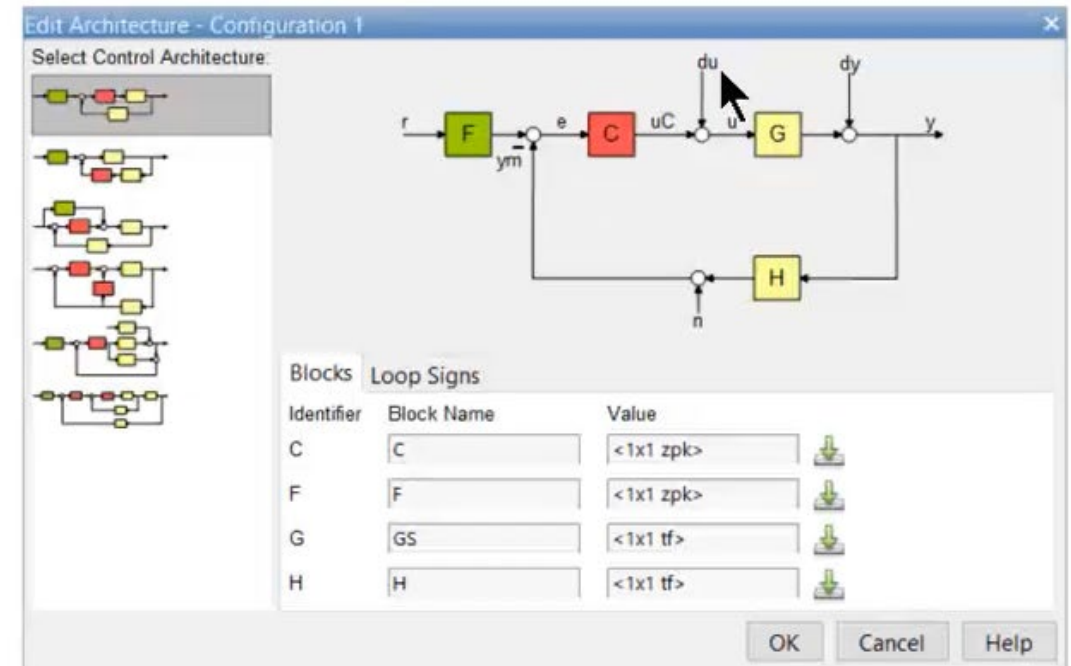 Edit Architecture - Configuration 1
Select Control Architecture:
du
dy
r
F
e
C
uC
u
G
y
ym
H
n
Blocks Loop Signs
Identifier Block Name Value
C C <1x1 zpk>
F F <1x1 zpk>
G GS <1x1 tf>
H H <1x1 tf>
OK Cancel Help